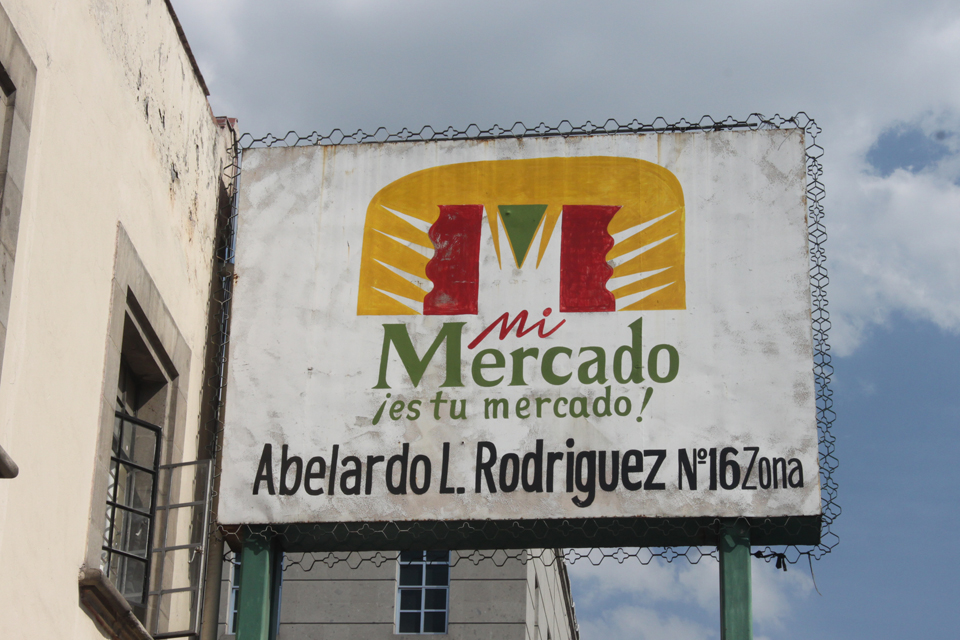 Mi
Mercado
¡es tu mercado!
Abelardo L. Rodriguez Nº16 Zona